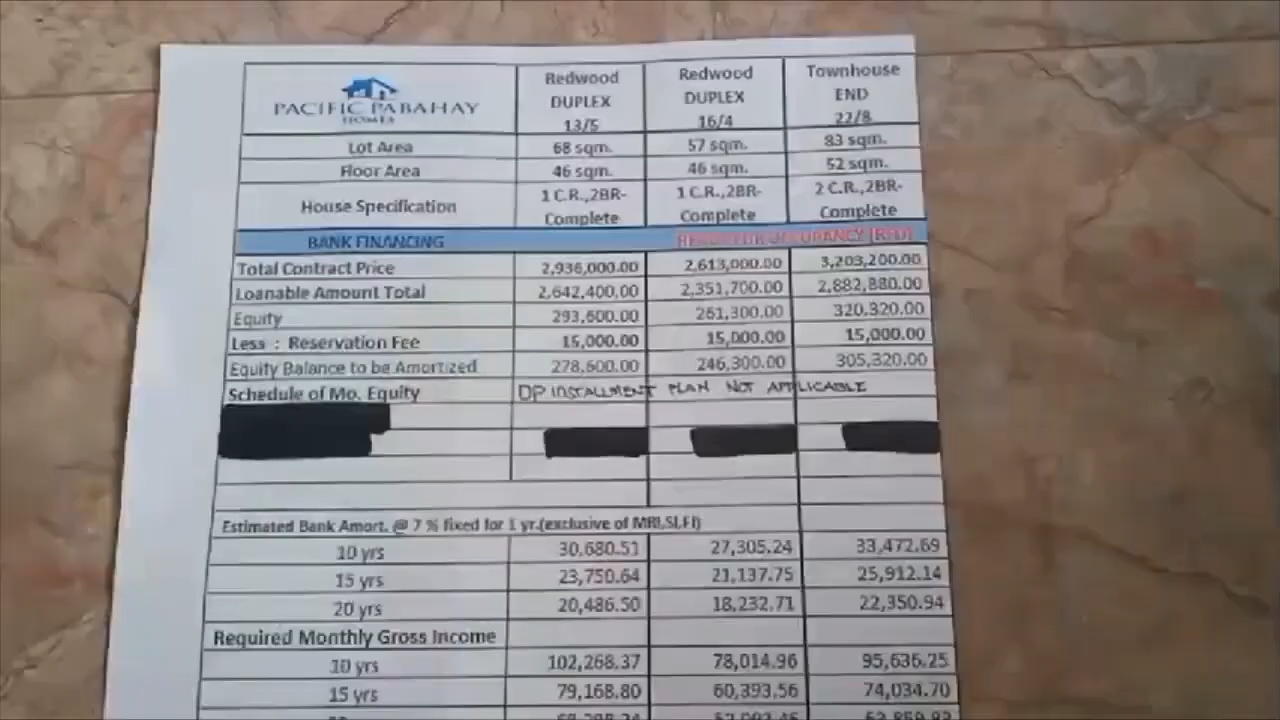 PACIFIC PABAHAY
HOMES
Redwood DUPLEX 13/5
Redwood DUPLEX 16/4
Townhouse END 22/8
Lot Area 68 sqm. 57 sqm. 83 sqm.
Floor Area 46 sqm. 46 sqm. 52 sqm.
House Specification 1 C.R.,2BR-Complete 1 C.R.,2BR-Complete 2 C.R.,2BR-Complete
BANK FINANCING READY FOR OCCUPANCY (RFO)
Total Contract Price 2,936,000.00 2,613,000.00 3,203,200.00
Loanable Amount Total 2,642,400.00 2,351,700.00 2,882,880.00
Equity 293,600.00 261,300.00 320.320.00
Less : Reservation Fee 15,000.00 15,000.00 15,000.00
Equity Balance to be Amortized 278,600.00 246,300.00 305,320.00
Schedule of Mo. Equity DP INSTALLMENT PLAN NOT APPLICABLE
Estimated Bank Amort. @ 7 % fixed for 1 yr.(exclusive of MRI,SI,FI)
10 yrs 30,680.51 27,305.24 33,472.69
15 yrs 23,750.64 21,137.75 25,912.14
20 yrs 20,486.50 18,232.71 22,350.94
Required Monthly Gross Income
10 yrs 102,268.37 78,014.96 95,636.25
15 yrs 79,168.80 60,393.56 74,034.70